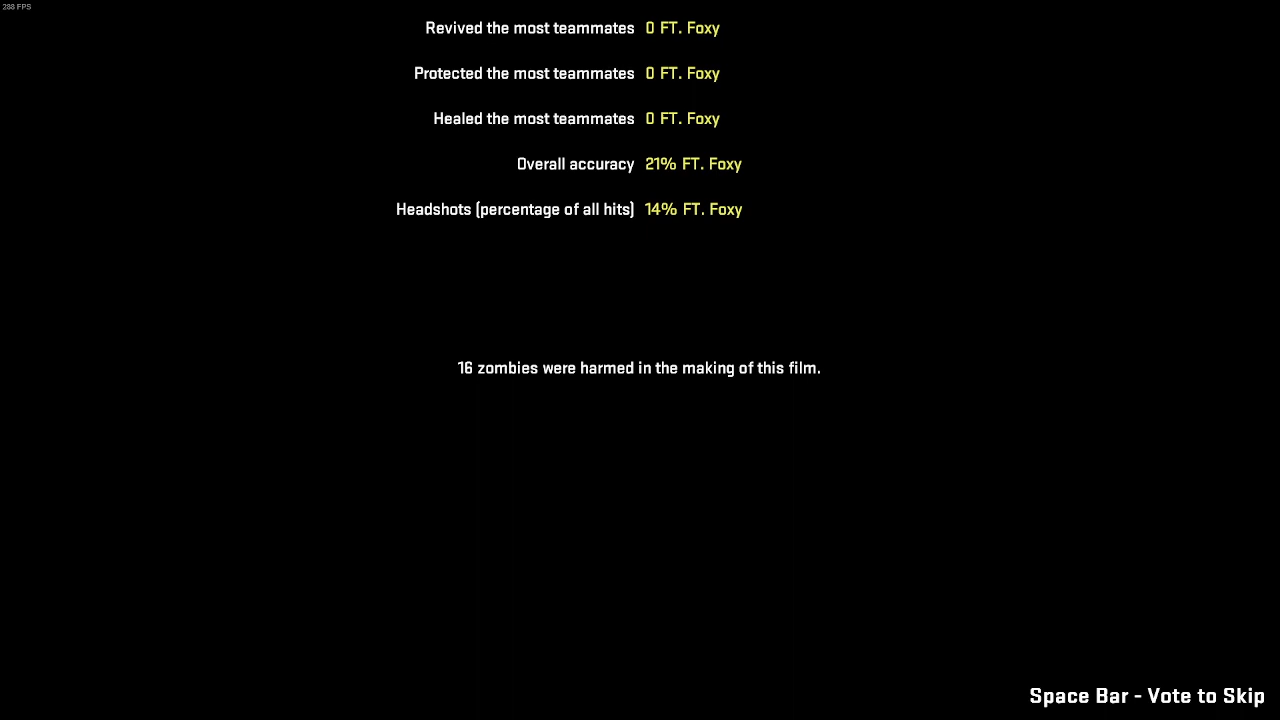 288 FPS
Revived the most teammates 0 FT. Foxy
Protected the most teammates 0 FT. Foxy
Healed the most teammates 0 FT. Foxy
Overall accuracy 21% FT. Foxy
Headshots (percentage of all hits) 14% FT. Foxy
16 zombies were harmed in the making of this film.
Space Bar - Vote to Skip